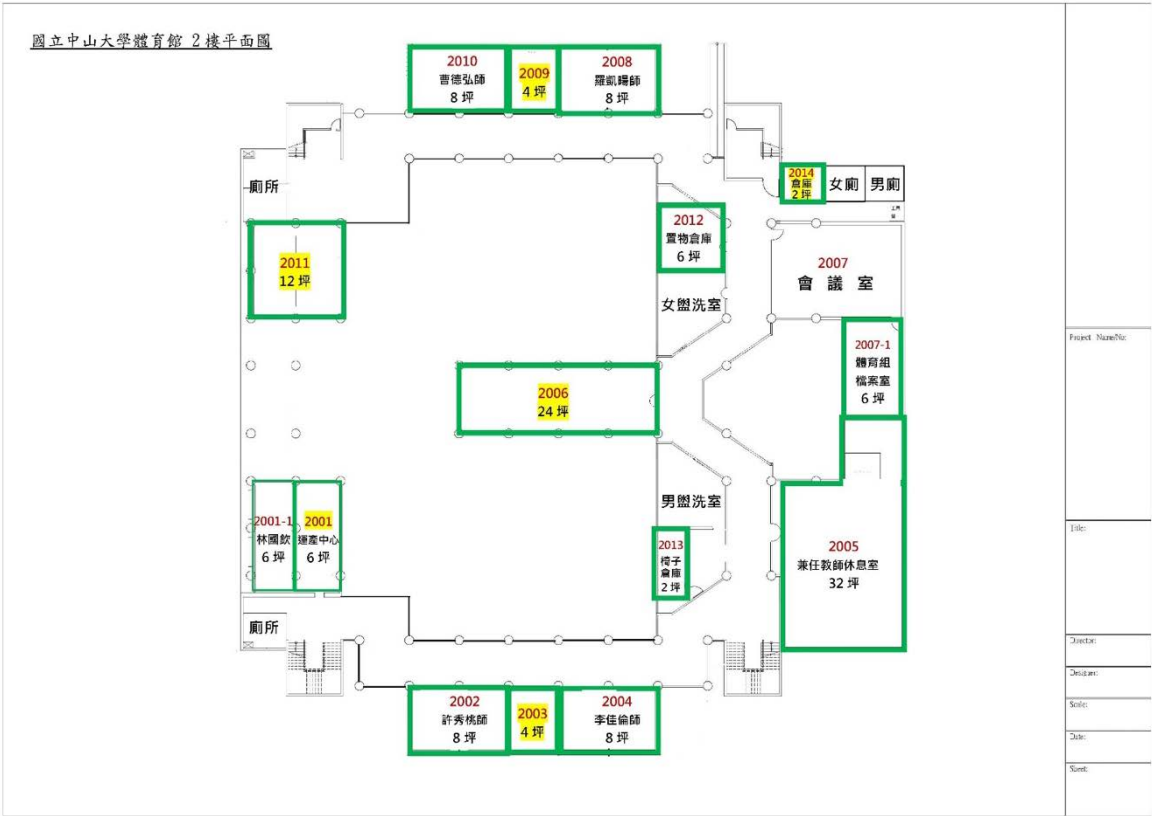 國立中山大學體育館 2樓平面圖
2010
曹德弘師
8 坪
2009
4 坪
2008
羅凱暘師
8 坪
廁所
2014
倉庫
2 坪
女廁
男廁
2011
12 坪
2012
置物倉庫
6 坪
2007
會 議 室
女盥洗室
Project Name/No:
2007-1
體育組
檔案室
6 坪
2006
24 坪
男盥洗室
2001-1
林國欽
6 坪
2001
運產中心
6 坪
2013
椅子
倉庫
2 坪
2005
兼任教師休息室
32 坪
Title:
廁所
Director:
Designer:
Scale:
Date:
Sheet:
2002
許秀桃師
8 坪
2003
4 坪
2004
李佳倫師
8 坪